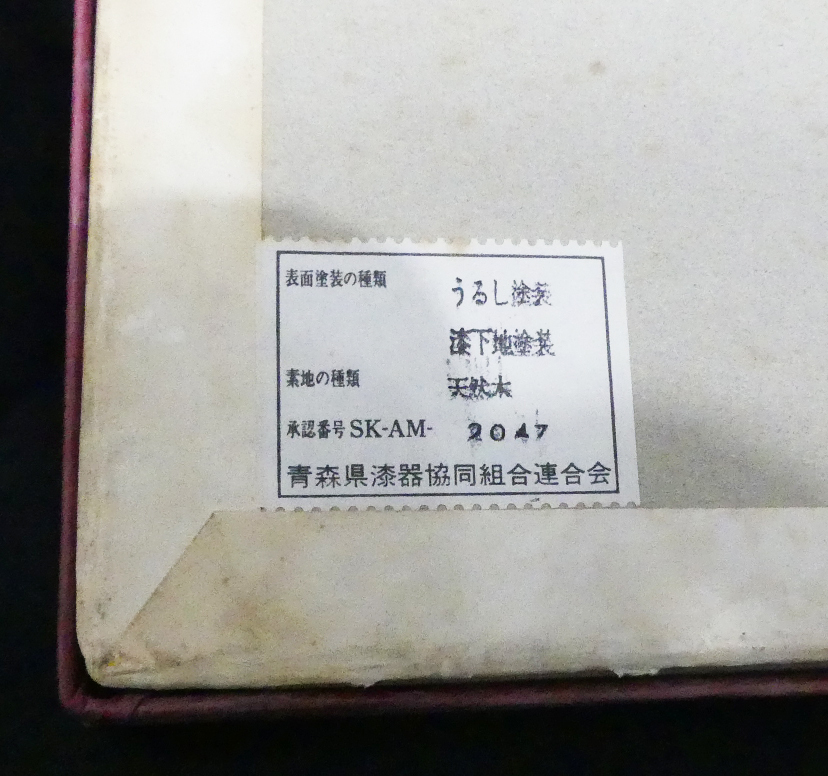 表面塗装の種類 うるし塗装
漆下地塗装
素地の種類 天然木
承認番号 SK-AM- 2047
青森県漆器協同組合連合会